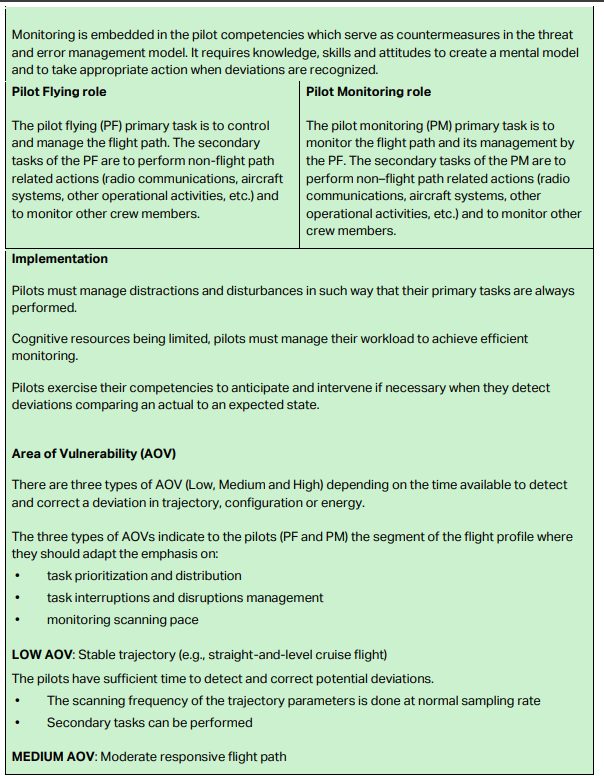 Monitoring is embedded in the pilot competencies which serve as countermeasures in the threat
and error management model. It requires knowledge, skills and attitudes to create a mental model
and to take appropriate action when deviations are recognized.
Pilot Flying role
The pilot flying (PF) primary task is to control
and manage the flight path. The secondary
tasks of the PF are to perform non-flight path
related actions (radio communications, aircraft
systems, other operational activities, etc.) and
to monitor other crew members.
Pilot Monitoring role
The pilot monitoring (PM) primary task is to
monitor the flight path and its management by
the PF. The secondary tasks of the PM are to
perform non–flight path related actions (radio
communications, aircraft systems, other
operational activities, etc.) and to monitor other
crew members.
Implementation
Pilots must manage distractions and disturbances in such way that their primary tasks are always
performed.
Cognitive resources being limited, pilots must manage their workload to achieve efficient
monitoring.
Pilots exercise their competencies to anticipate and intervene if necessary when they detect
deviations comparing an actual to an expected state.
Area of Vulnerability (AOV)
There are three types of AOV (Low, Medium and High) depending on the time available to detect
and correct a deviation in trajectory, configuration or energy.
The three types of AOVs indicate to the pilots (PF and PM) the segment of the flight profile where
they should adapt the emphasis on:
• task prioritization and distribution
• task interruptions and disruptions management
• monitoring scanning pace
LOW AOV: Stable trajectory (e.g., straight-and-level cruise flight)
The pilots have sufficient time to detect and correct potential deviations.
• The scanning frequency of the trajectory parameters is done at normal sampling rate
• Secondary tasks can be performed
MEDIUM AOV: Moderate responsive flight path